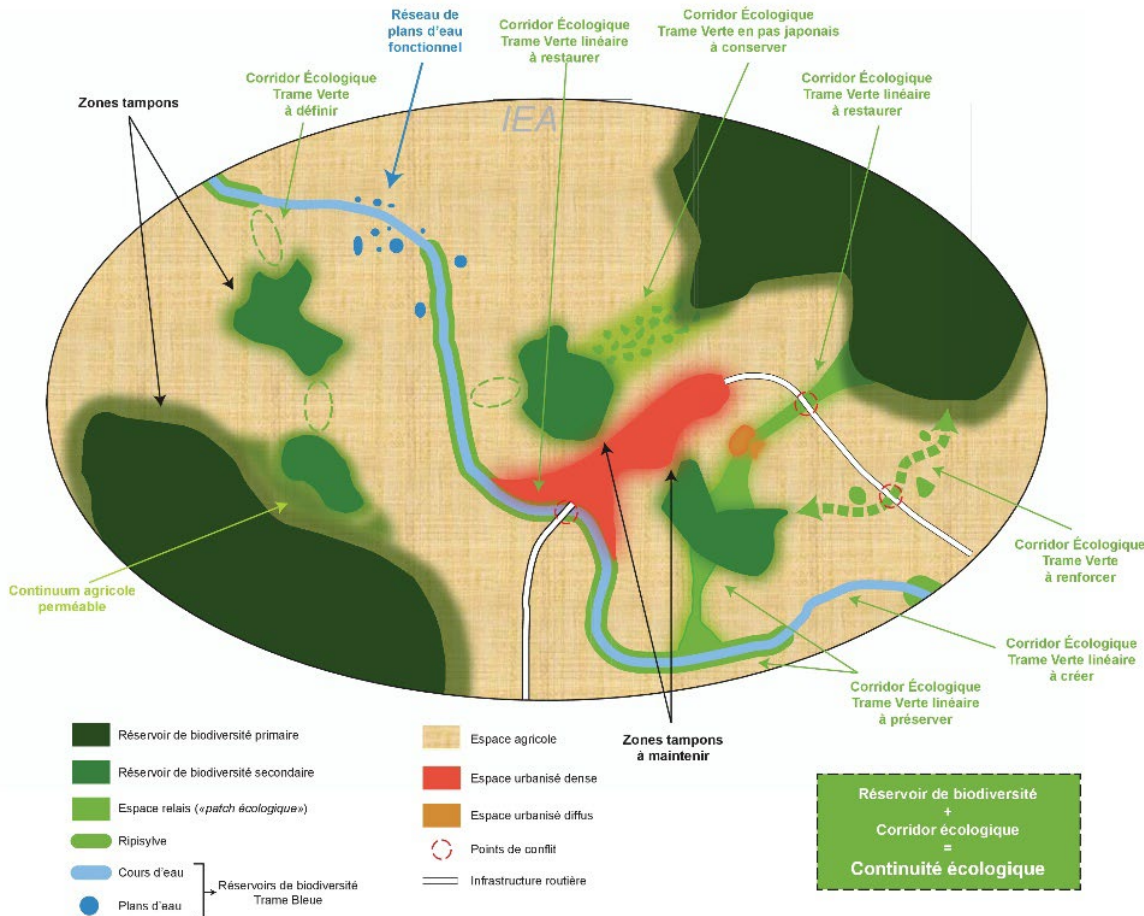 Réseau de
plans d'eau
fonctionnel
Corridor Écologique
Trame Verte linéaire
à restaurer
Corridor Écologique
Trame Verte en pas japonais
à conserver
Corridor Écologique
Trame Verte
à définir
Corridor Écologique
Trame Verte linéaire
à restaurer
Zones tampons
IEA
Continuum agricole
perméable
Corridor Écologique
Trame Verte
à renforcer
Corridor Écologique
Trame Verte linéaire
à créer
Corridor Écologique
Trame Verte linéaire
à préserver
Zones tampons
à maintenir
Réservoir de biodiversité primaire
Réservoir de biodiversité secondaire
Espace relais («patch écologique»)
Ripisylve
Cours d'eau
Plans d'eau
Réservoirs de biodiversité
Trame Bleue
Espace agricole
Espace urbanisé dense
Espace urbanisé diffus
Points de conflit
Infrastructure routière
Réservoir de biodiversité
+
Corridor écologique
=
Continuité écologique